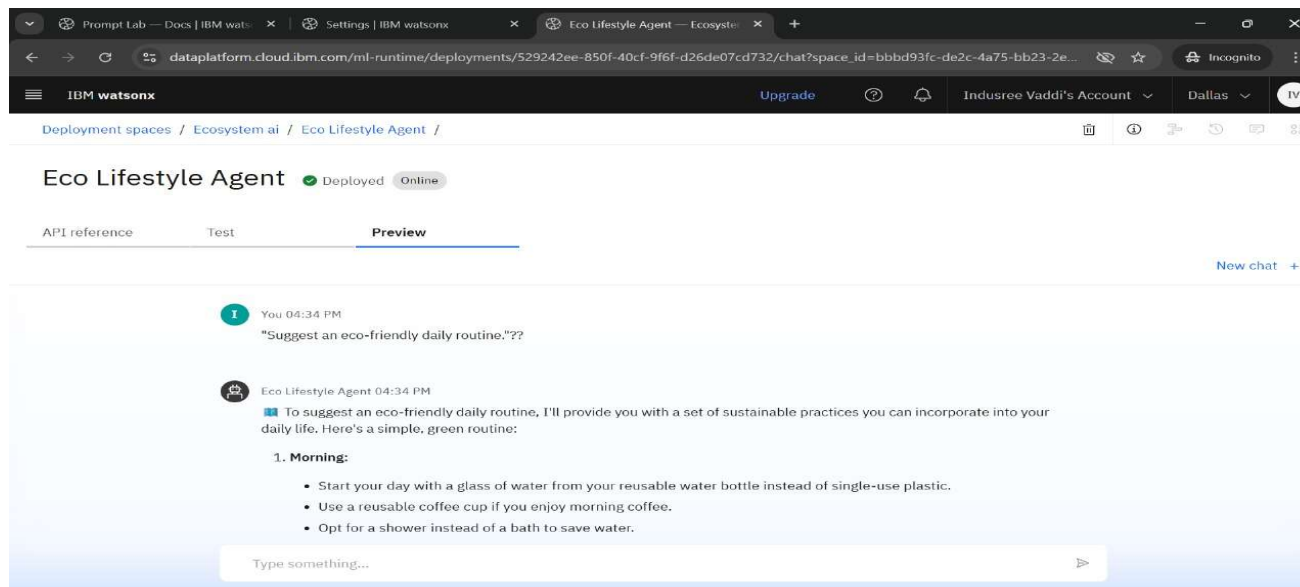 Prompt Lab — Docs | IBM wats
Settings | IBM watsonx
Eco Lifestyle Agent — Ecosyste
dataplatform.cloud.ibm.com/ml-runtime/deployments/529242ee-850f-40cf-9f6f-d26de07cd732/chat?space_id=bbbd93fc-de2c-4a75-bb23-2e...
Incognito
IBM watsonx
Upgrade
Indusree Vaddi's Account
Dallas
IV
Deployment spaces / Ecosystem ai / Eco Lifestyle Agent /
Eco Lifestyle Agent
Deployed
Online
API reference
Test
Preview
New chat +
I
You 04:34 PM
"Suggest an eco-friendly daily routine."??
Eco Lifestyle Agent 04:34 PM
To suggest an eco-friendly daily routine, I'll provide you with a set of sustainable practices you can incorporate into your
daily life. Here's a simple, green routine:
1. Morning:
• Start your day with a glass of water from your reusable water bottle instead of single-use plastic.
• Use a reusable coffee cup if you enjoy morning coffee.
• Opt for a shower instead of a bath to save water.
Type something...